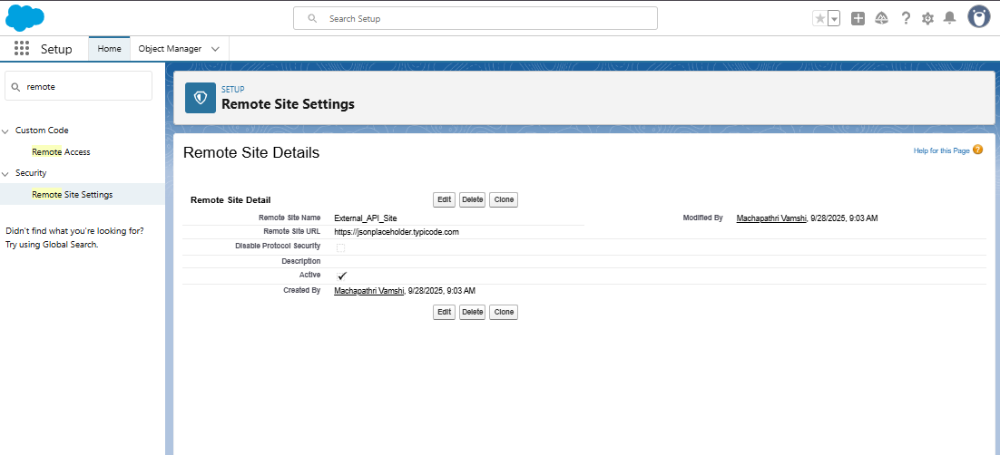 Search Setup
Setup
Home
Object Manager
remote
Custom Code
Remote Access
Security
Remote Site Settings
Didn't find what you're looking for?
Try using Global Search.
SETUP
Remote Site Settings
Remote Site Details
Help for this Page
Remote Site Detail
Edit Delete Clone
Remote Site Name External_API_Site Modified By Machapathri Vamshi, 9/28/2025, 9:03 AM
Remote Site URL https://jsonplaceholder.typicode.com
Disable Protocol Security
Description
Active
Created By Machapathri Vamshi, 9/28/2025, 9:03 AM
Edit Delete Clone